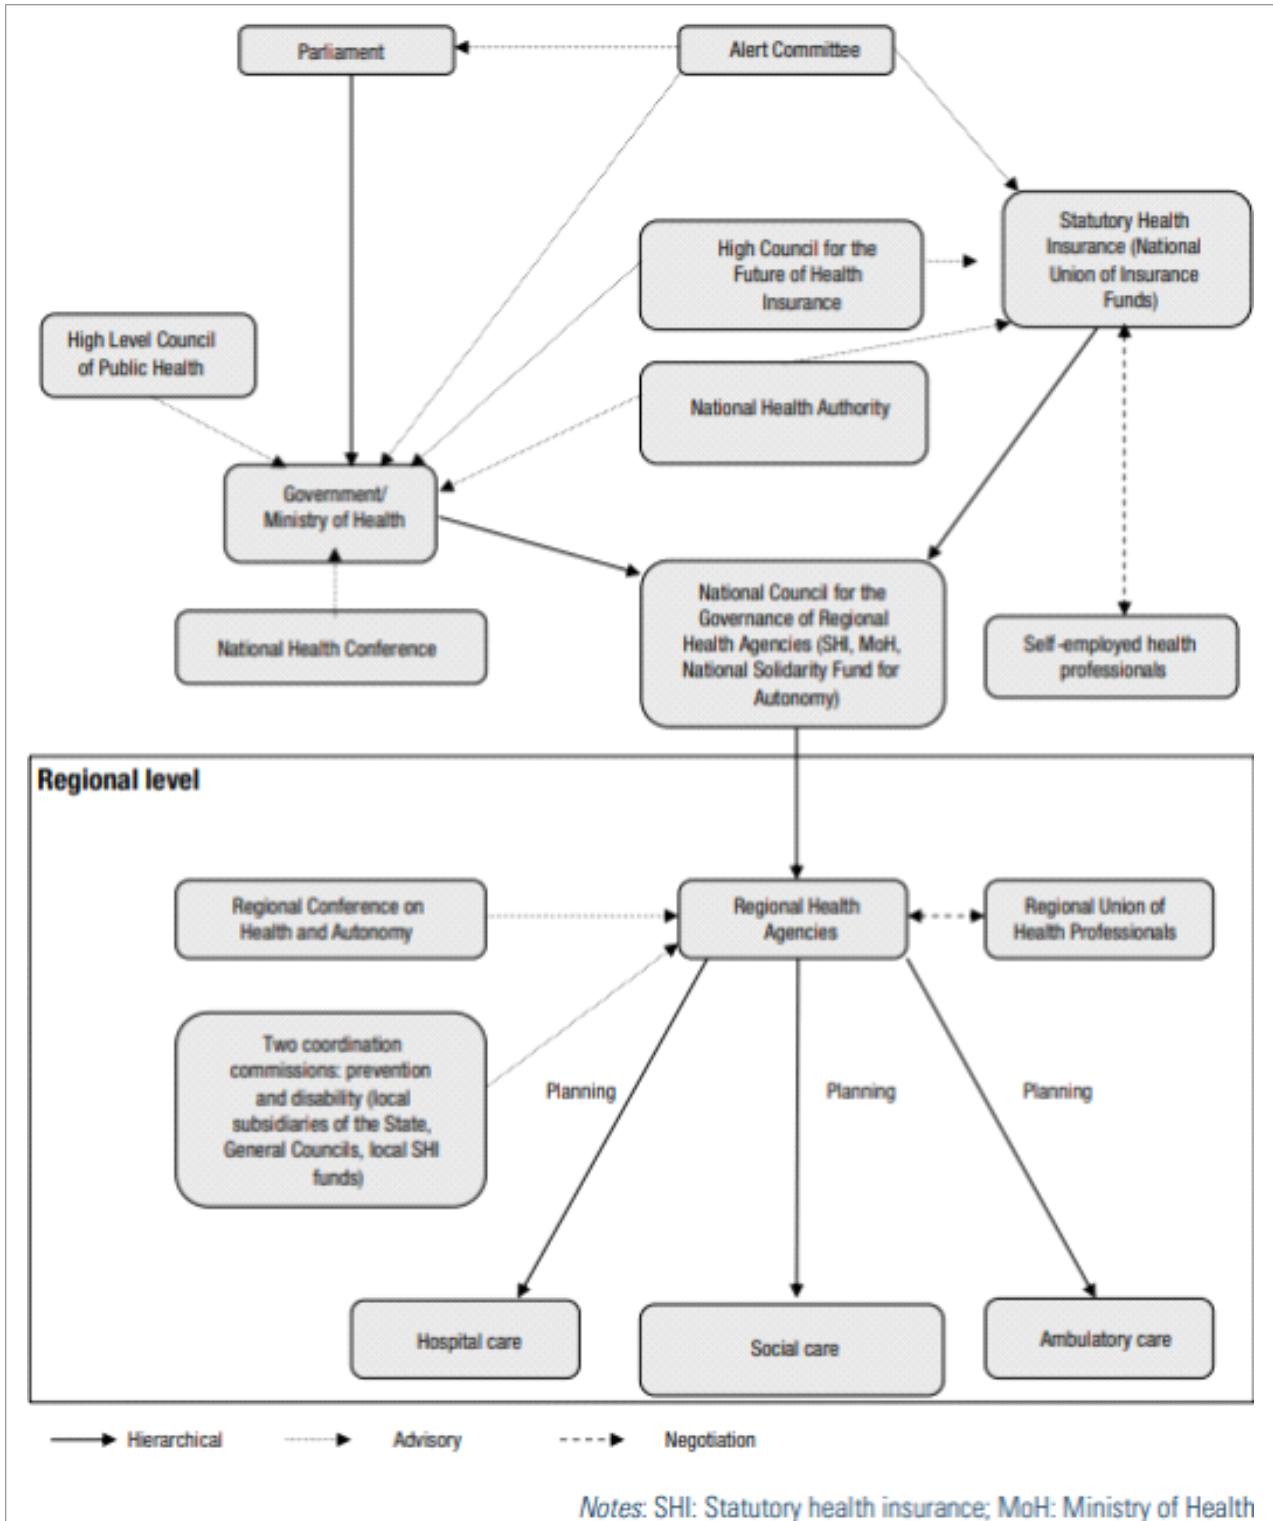 Parliament
Alert Committee
Statutory Health
Insurance (National
Union of Insurance
Funds)
High Council for the
Future of Health
Insurance
High Level Council
of Public Health
National Health Authority
Government/
Ministry of Health
National Council for the
Governance of Regional
Health Agencies (SHI, MoH,
National Solidarity Fund for
Autonomy)
National Health Conference
Self-employed health
professionals
Regional level
Regional Conference on
Health and Autonomy
Regional Health
Agencies
Regional Union of
Health Professionals
Two coordination
commissions: prevention
and disability (local
subsidiaries of the State,
General Councils, local SHI
funds)
Planning
Planning
Planning
Hospital care
Social care
Ambulatory care
Hierarchical
Advisory
Negotiation
Notes: SHI: Statutory health insurance; MoH: Ministry of Health